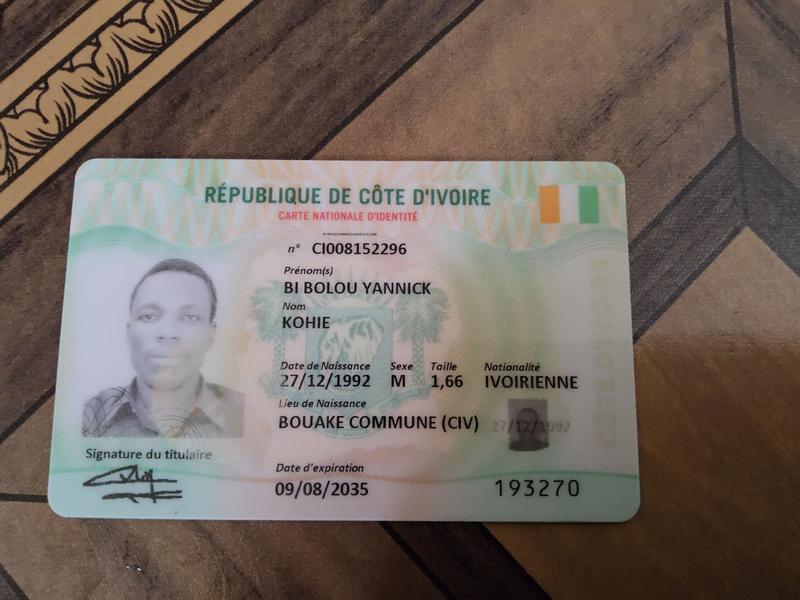 RÉPUBLIQUE DE CÔTE D'IVOIRE
CARTE NATIONALE D'IDENTITÉ
n° CI008152296
Prénom(s)
BI BOLOU YANNICK
Nom
KOHIE
Date de Naissance Sexe Taille Nationalité
27/12/1992 M 1,66 IVOIRIENNE
Lieu de Naissance
BOUAKE COMMUNE (CIV)
27/12/1992
Signature du titulaire
Date d'expiration
09/08/2035
193270
CÔTE D'IVOIRE